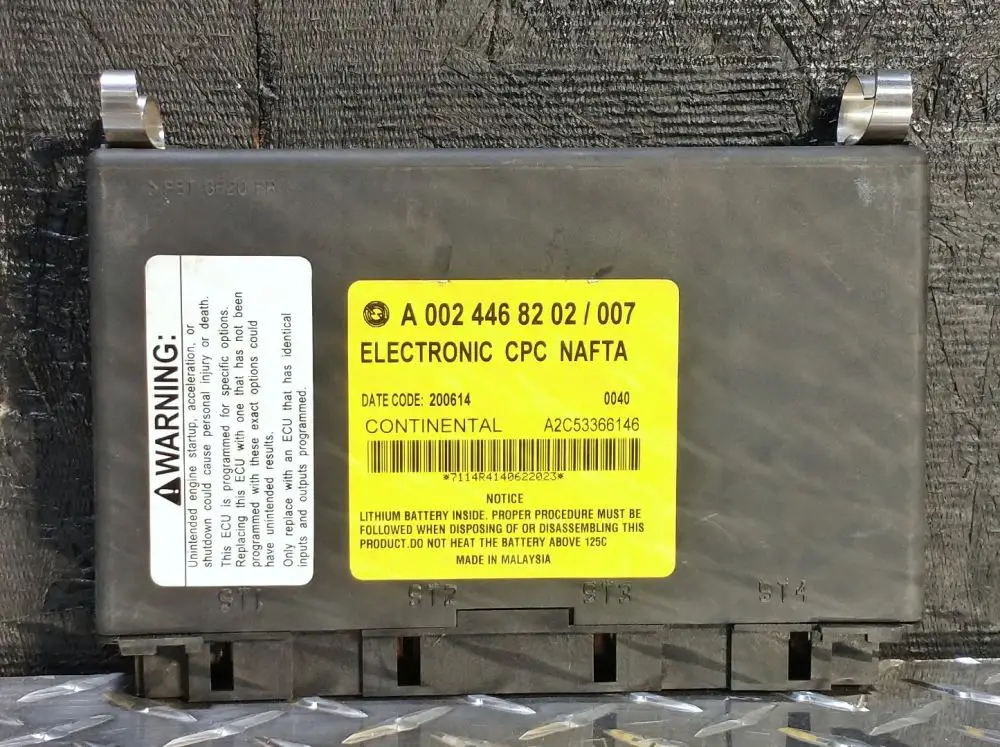 WARNING:
Unintended engine startup, acceleration, or
shutdown could cause personal injury or death.
This ECU is programmed for specific options.
Replacing this ECU with one that has not been
programmed with these exact options could
have unintended results.
Only replace with an ECU that has identical
inputs and outputs programmed.
A 002 446 82 02 / 007
ELECTRONIC CPC NAFTA
DATE CODE: 200614 0040
CONTINENTAL A2C53366146
*7114R4140622023*
NOTICE
LITHIUM BATTERY INSIDE. PROPER PROCEDURE MUST BE
FOLLOWED WHEN DISPOSING OF OR DISASSEMBLING THIS
PRODUCT.DO NOT HEAT THE BATTERY ABOVE 125C
MADE IN MALAYSIA
ST1 ST2 ST3 ST4